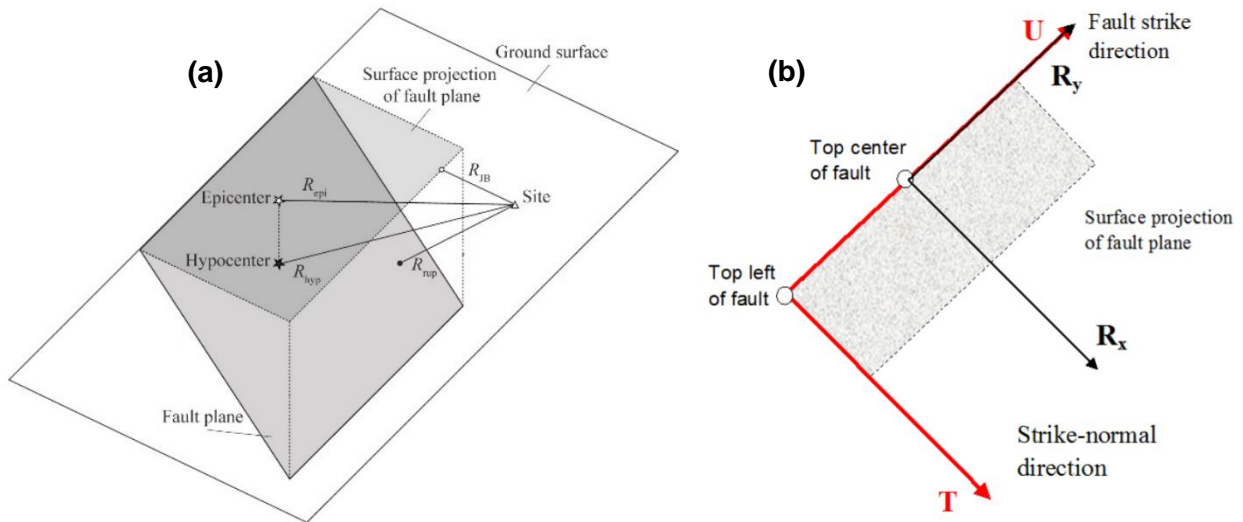 (a)
Ground surface
Surface projection
of fault plane
R_JB
Epicenter
R_epi
Site
Hypocenter
R_hyp
R_rup
Fault plane
(b)
U
Fault strike
direction
R_y
Top center
of fault
Surface projection
of fault plane
Top left
of fault
R_x
Strike-normal
direction
T